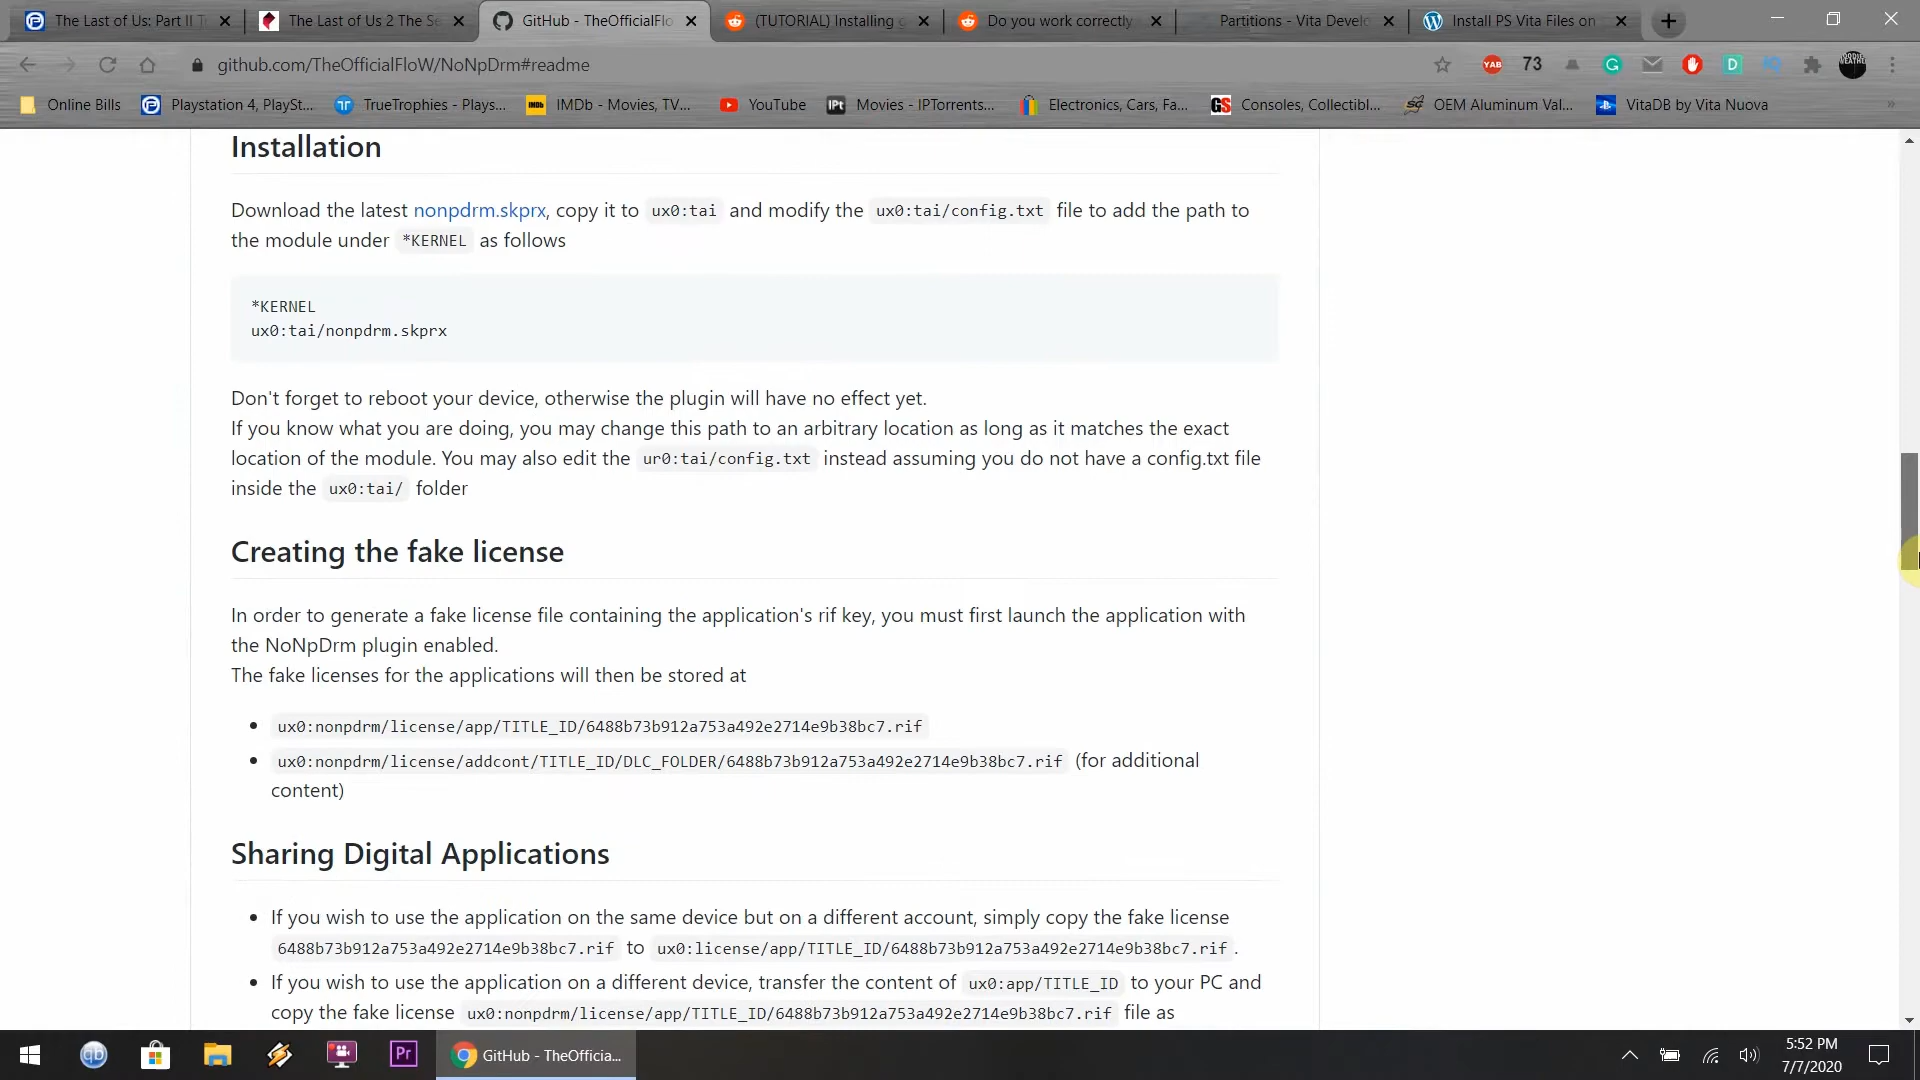 The Last of Us: Part II T
The Last of Us 2 The Se
GitHub - TheOfficialFlo
(TUTORIAL) Installing g
Do you work correctly
Partitions - Vita Develo
Install PS Vita Files on
github.com/TheOfficialFloW/NoNpDrm#readme
YAB
73
Online Bills
Playstation 4, PlaySt...
TrueTrophies - Plays...
IMDb - Movies, TV...
YouTube
Movies - IPTorrents...
Electronics, Cars, Fa...
Consoles, Collectibl...
OEM Aluminum Val...
VitaDB by Vita Nuova
Installation
Download the latest nonpdrm.skprx, copy it to ux0:tai and modify the ux0:tai/config.txt file to add the path to
the module under *KERNEL as follows
*KERNEL
ux0:tai/nonpdrm.skprx
Don't forget to reboot your device, otherwise the plugin will have no effect yet.
If you know what you are doing, you may change this path to an arbitrary location as long as it matches the exact
location of the module. You may also edit the ur0:tai/config.txt instead assuming you do not have a config.txt file
inside the ux0:tai/ folder
Creating the fake license
In order to generate a fake license file containing the application's rif key, you must first launch the application with
the NoNpDrm plugin enabled.
The fake licenses for the applications will then be stored at
ux0:nonpdrm/license/app/TITLE_ID/6488b73b912a753a492e2714e9b38bc7.rif
ux0:nonpdrm/license/addcont/TITLE_ID/DLC_FOLDER/6488b73b912a753a492e2714e9b38bc7.rif (for additional
content)
Sharing Digital Applications
If you wish to use the application on the same device but on a different account, simply copy the fake license
6488b73b912a753a492e2714e9b38bc7.rif to ux0:license/app/TITLE_ID/6488b73b912a753a492e2714e9b38bc7.rif.
If you wish to use the application on a different device, transfer the content of ux0:app/TITLE_ID to your PC and
copy the fake license ux0:nonpdrm/license/app/TITLE_ID/6488b73b912a753a492e2714e9b38bc7.rif file as
qb
Pr
GitHub - TheOfficia...
5:52 PM
7/7/2020